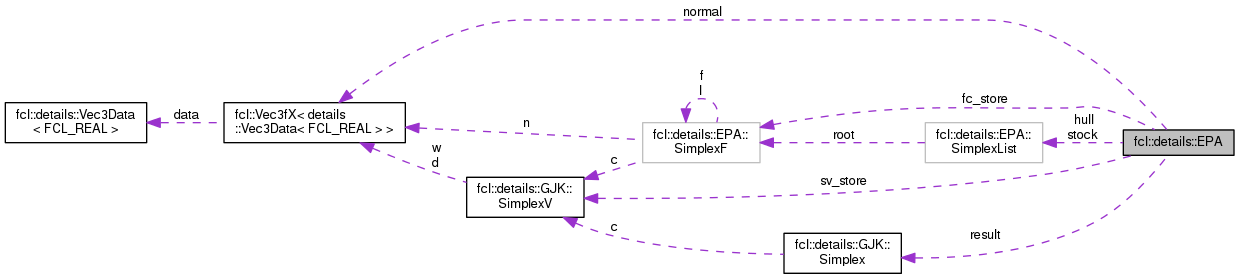 normal
fcl::details::Vec3Data
< FCL_REAL >
data
fcl::Vec3fX< details
::Vec3Data< FCL_REAL > >
n
w
d
f
l
fcl::details::EPA::
SimplexF
c
fcl::details::GJK::
SimplexV
root
fc_store
fcl::details::EPA::
SimplexList
hull
stock
fcl::details::EPA
sv_store
c
fcl::details::GJK::
Simplex
result